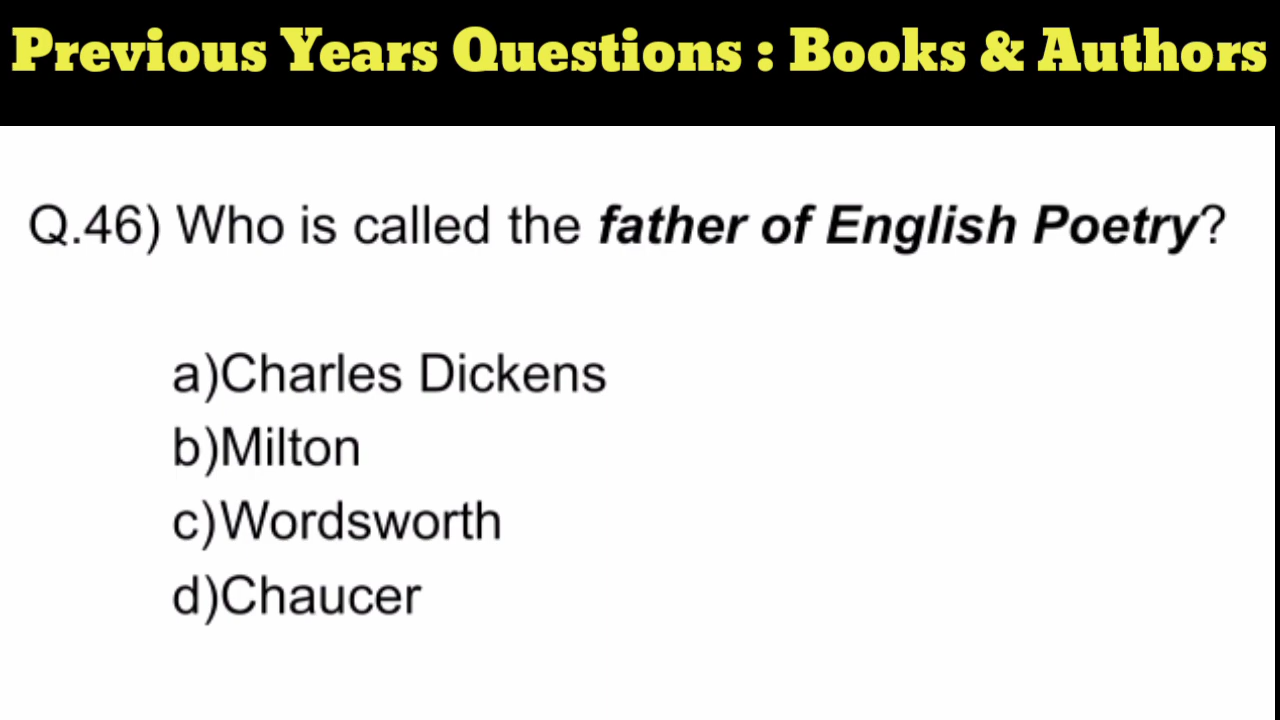 Previous Years Questions : Books & Authors
Q.46) Who is called the father of English Poetry?
a)Charles Dickens
b)Milton
c)Wordsworth
d)Chaucer